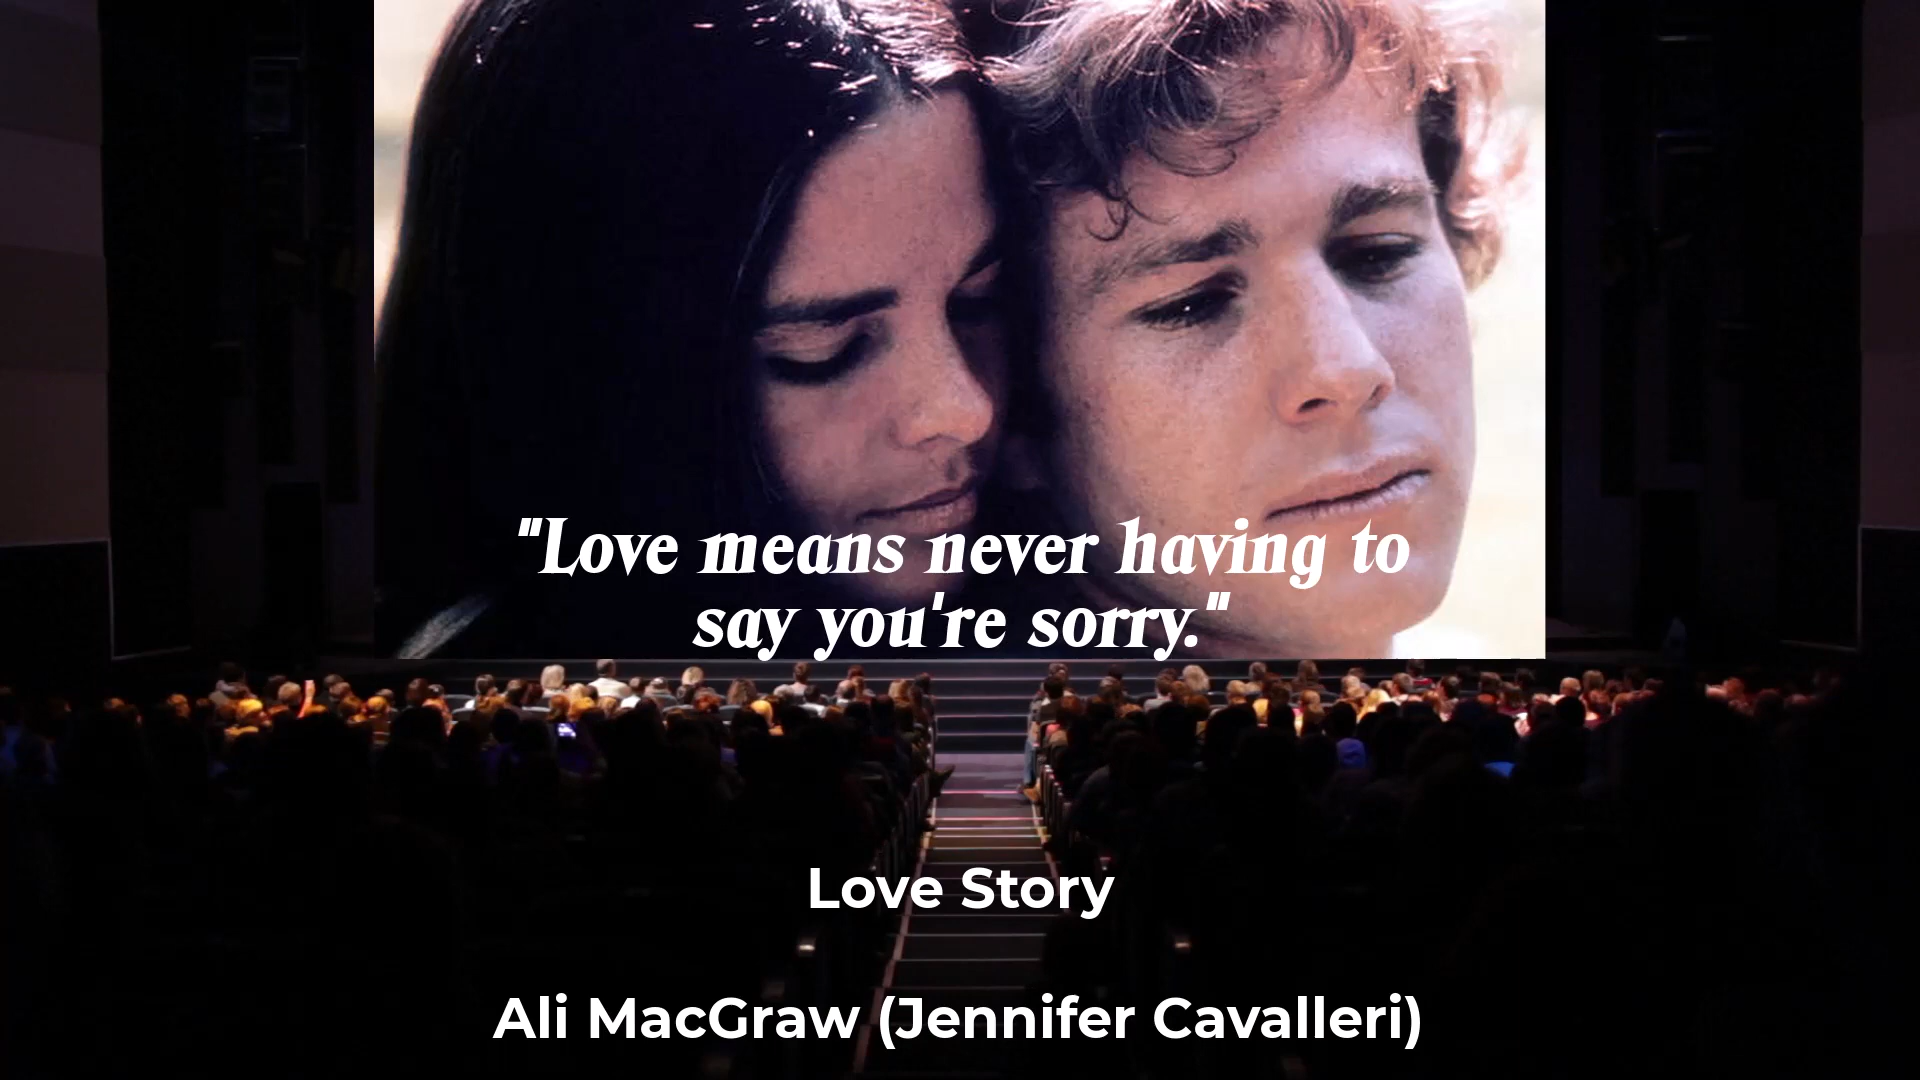 "Love means never having to
say you're sorry."
Love Story
Ali MacGraw (Jennifer Cavalleri)